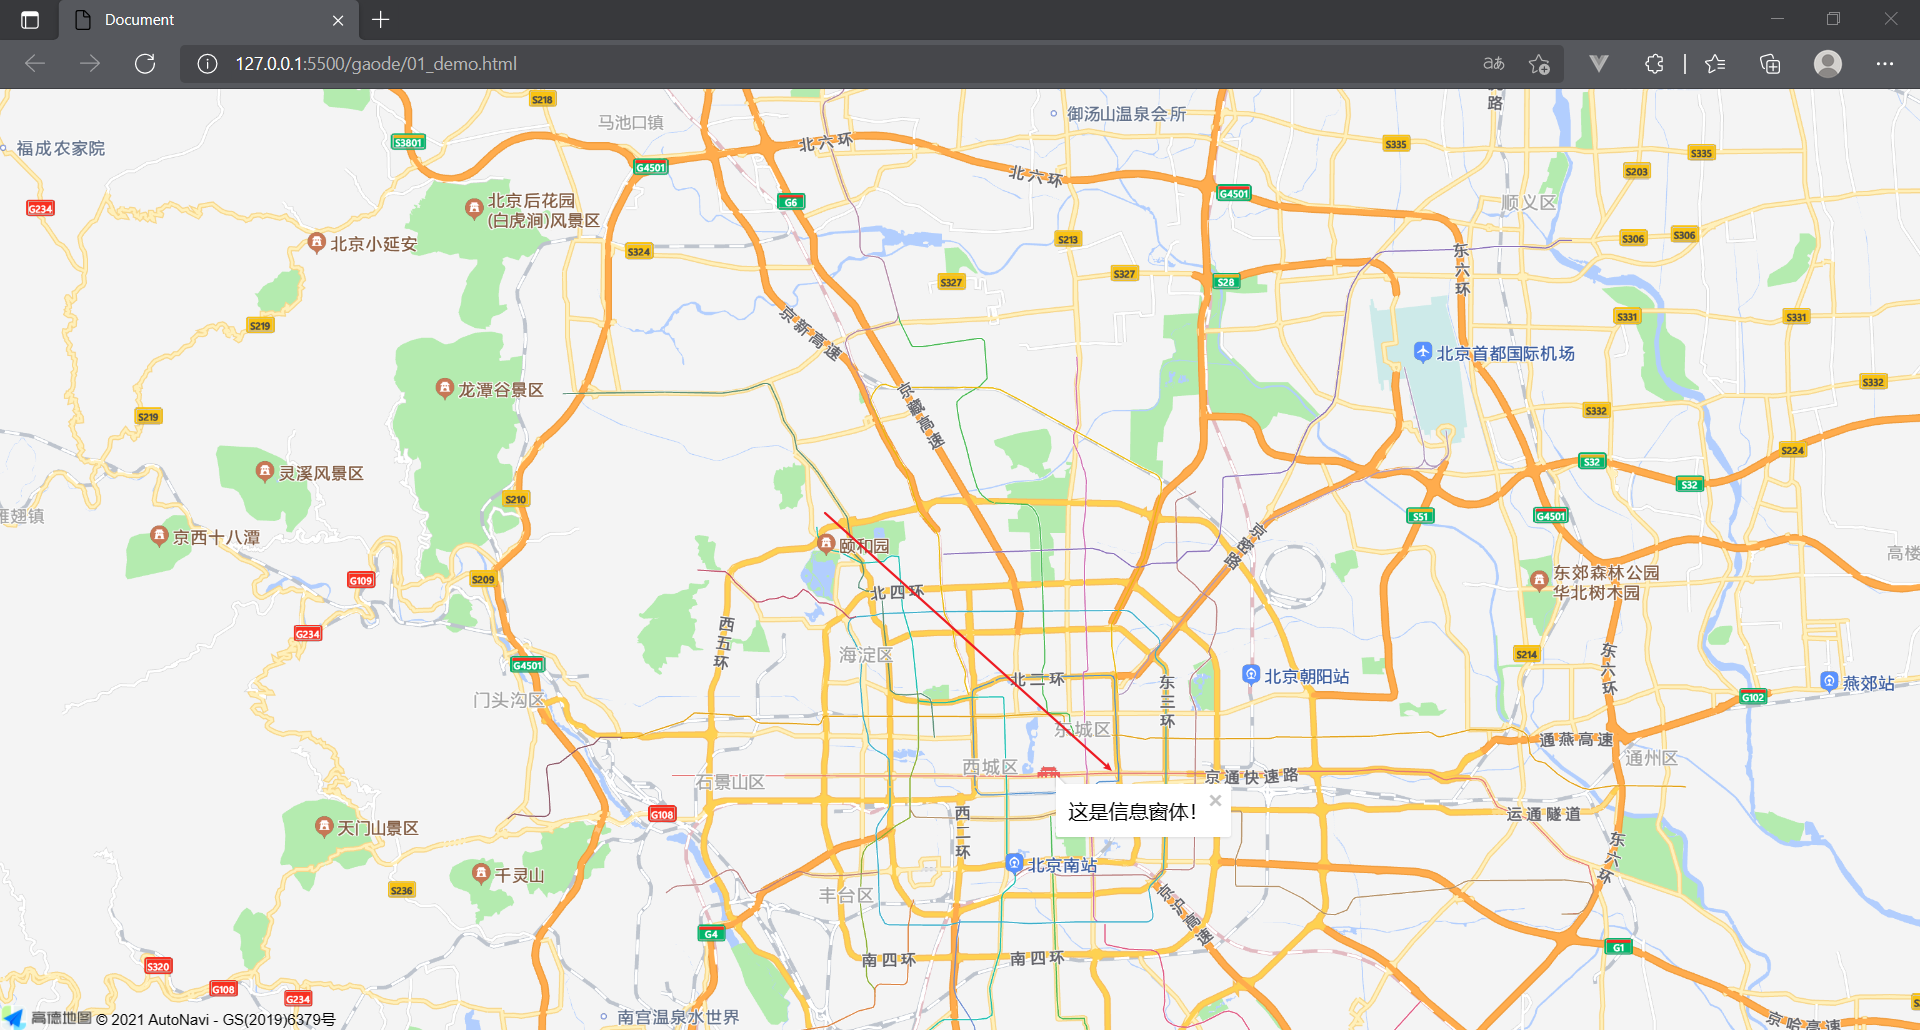 Document
127.0.0.1:5500/gaode/01_demo.html
aあ
S218
马池口镇
御汤山温泉会所
路
S3801
福成农家院
北六环
S335
S335
G4501
北六环
S203
G234
北京后花园
(白虎涧)风景区
G6
G4501
顺义区
北京小延安
S324
S213
S306
S306
东六环
S327
S327
S28
S219
京新高速
S331
S331
北京首都国际机场
龙潭谷景区
京藏高速
S332
S332
S219
S224
灵溪风景区
S32
S32
S210
雁翅镇
S51
G4501
京西十八潭
颐和园
京密路
高楼
G109
S209
北四环
东郊森林公园
华北树木园
G234
西五环
海淀区
S214
东六环
G4501
北二环
东三环
北京朝阳站
燕郊站
门头沟区
G102
东城区
通燕高速
通州区
西城区
石景山区
京通快速路
这是信息窗体!
G108
运通隧道
天门山景区
西二环
东六环
北京南站
千灵山
S236
丰台区
京沪高速
G4
G1
南四环
南四环
S320
G108
G234
南宫温泉水世界
京哈高速
高德地图 © 2021 AutoNavi - GS(2019)6379号